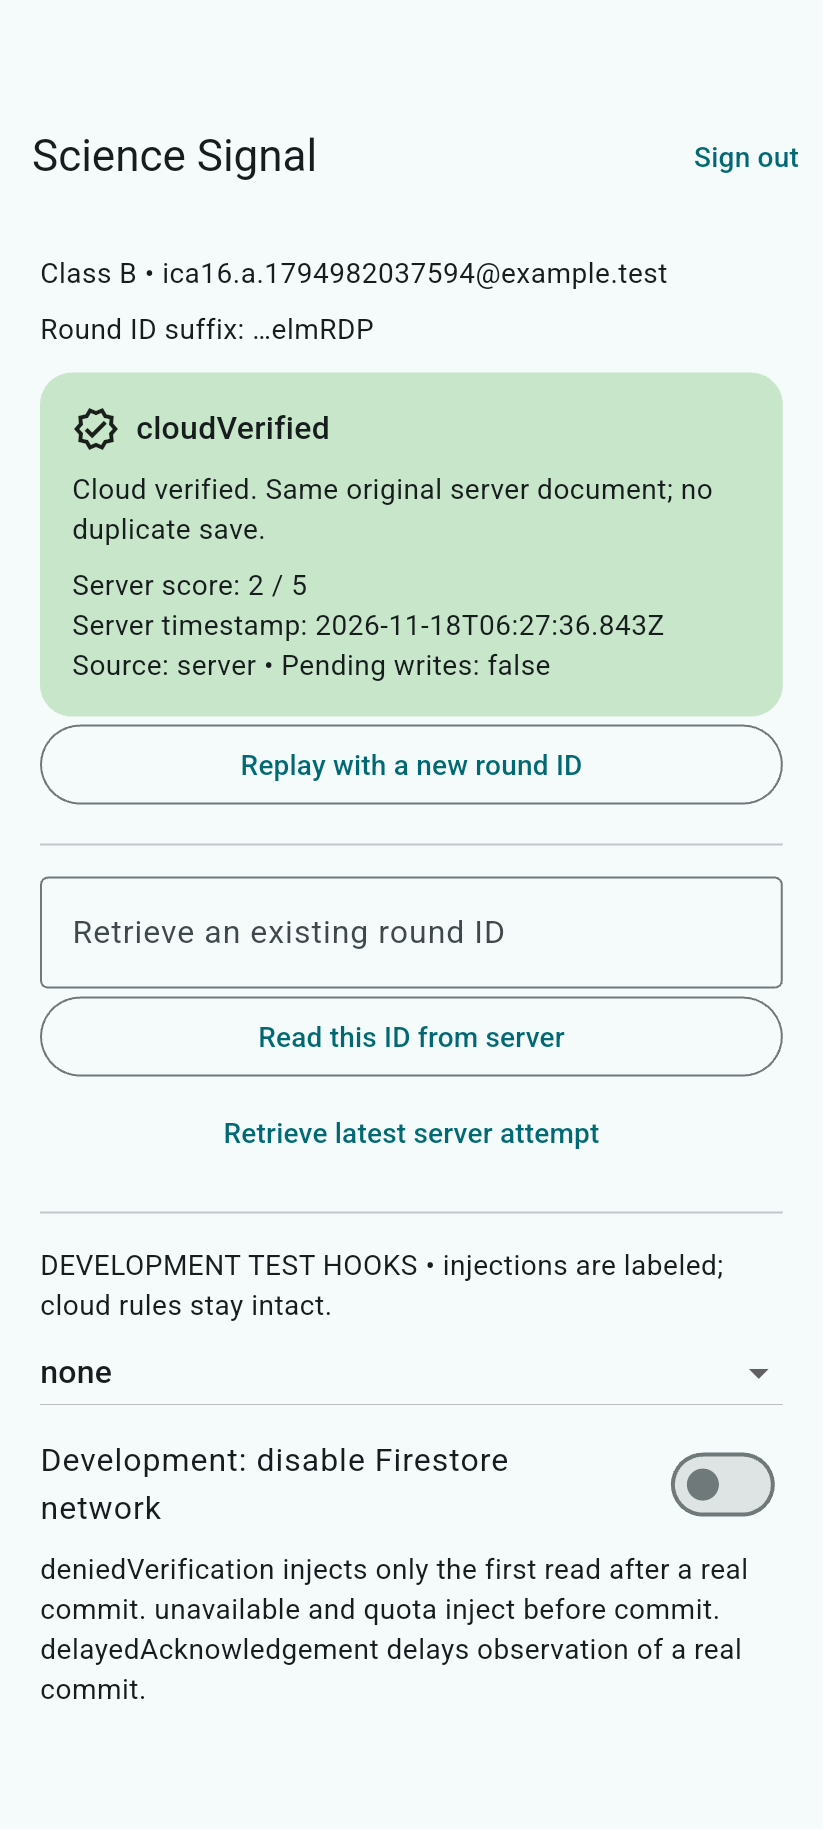 Science Signal
Sign out
Class B • ica16.a.1794982037594@example.test
Round ID suffix: …elmRDP
cloudVerified
Cloud verified. Same original server document; no
duplicate save.
Server score: 2 / 5
Server timestamp: 2026-11-18T06:27:36.843Z
Source: server • Pending writes: false
Replay with a new round ID
Retrieve an existing round ID
Read this ID from server
Retrieve latest server attempt
DEVELOPMENT TEST HOOKS • injections are labeled;
cloud rules stay intact.
none
Development: disable Firestore
network
deniedVerification injects only the first read after a real
commit. unavailable and quota inject before commit.
delayedAcknowledgement delays observation of a real
commit.